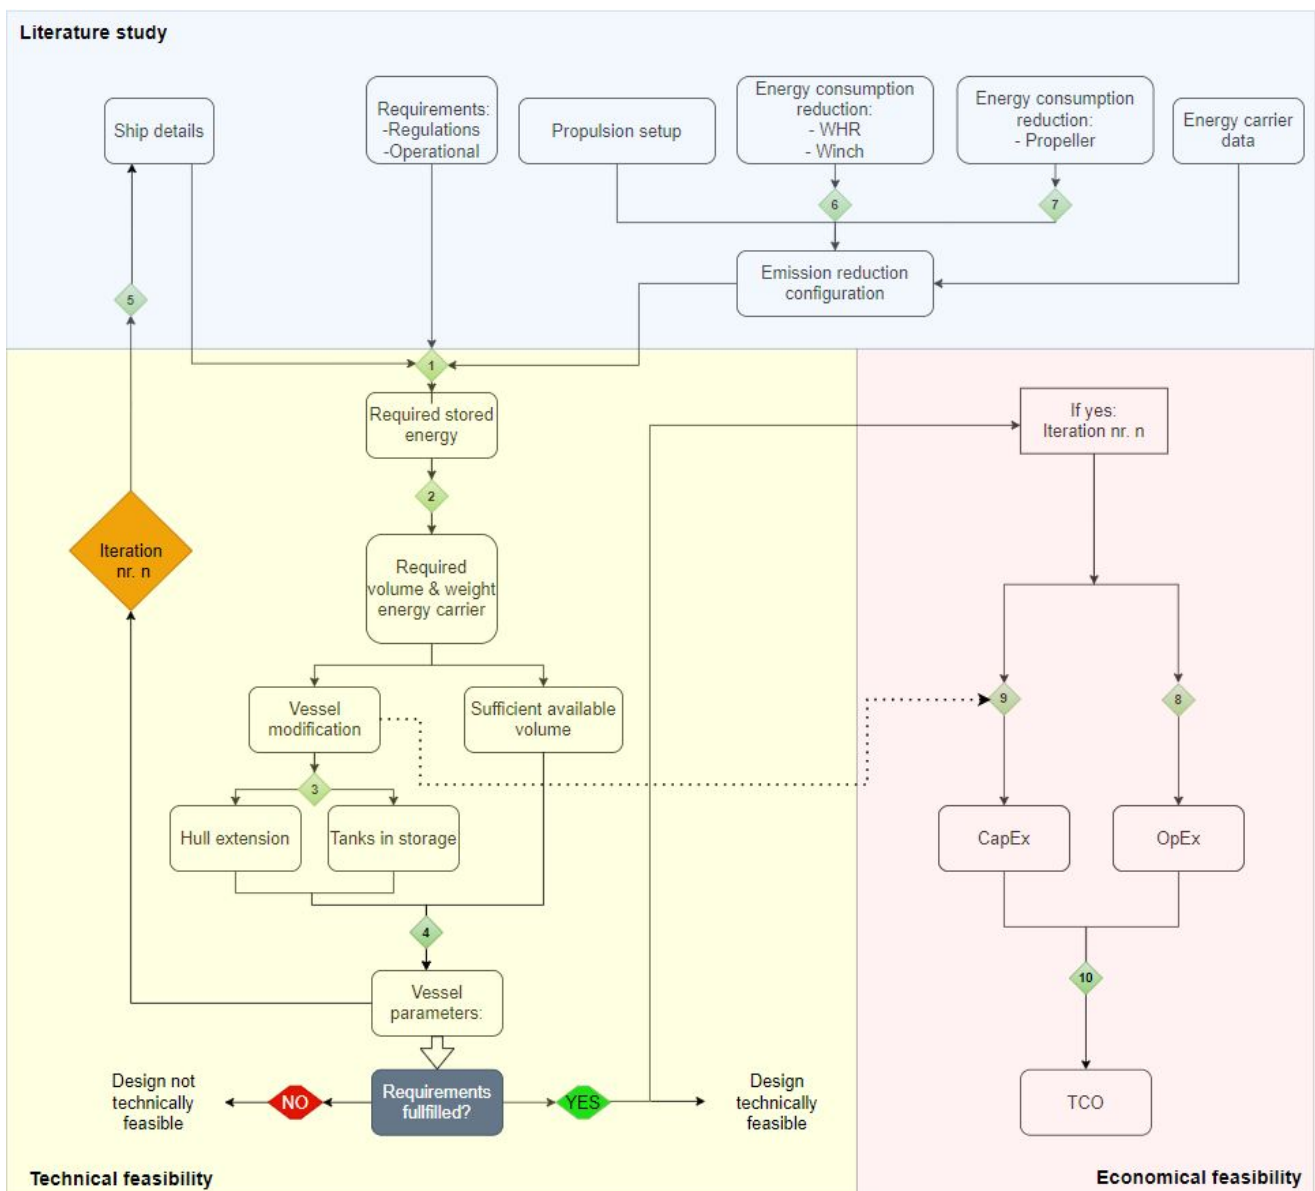 Literature study
Ship details
Requirements:
-Regulations
-Operational
Propulsion setup
Energy consumption
reduction:
- WHR
- Winch
Energy consumption
reduction:
- Propeller
Energy carrier
data
6
7
Emission reduction
configuration
5
1
Required stored
energy
If yes:
Iteration nr. n
2
Iteration
nr. n
Required
volume & weight
energy carrier
Vessel
modification
Sufficient available
volume
9
8
3
Hull extension
Tanks in storage
CapEx
OpEx
4
Vessel
parameters:
10
Design not
technically
feasible
NO
Requirements
fullfilled?
YES
Design
technically
feasible
TCO
Technical feasibility
Economical feasibility